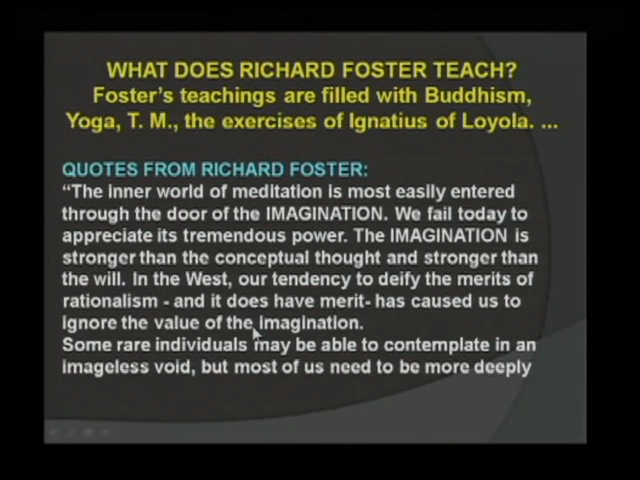 WHAT DOES RICHARD FOSTER TEACH?
Foster's teachings are filled with Buddhism,
Yoga, T. M., the exercises of Ignatius of Loyola. ...
QUOTES FROM RICHARD FOSTER:
“The inner world of meditation is most easily entered
through the door of the IMAGINATION. We fail today to
appreciate its tremendous power. The IMAGINATION is
stronger than the conceptual thought and stronger than
the will. In the West, our tendency to deify the merits of
rationalism - and it does have merit- has caused us to
ignore the value of the imagination.
Some rare individuals may be able to contemplate in an
imageless void, but most of us need to be more deeply